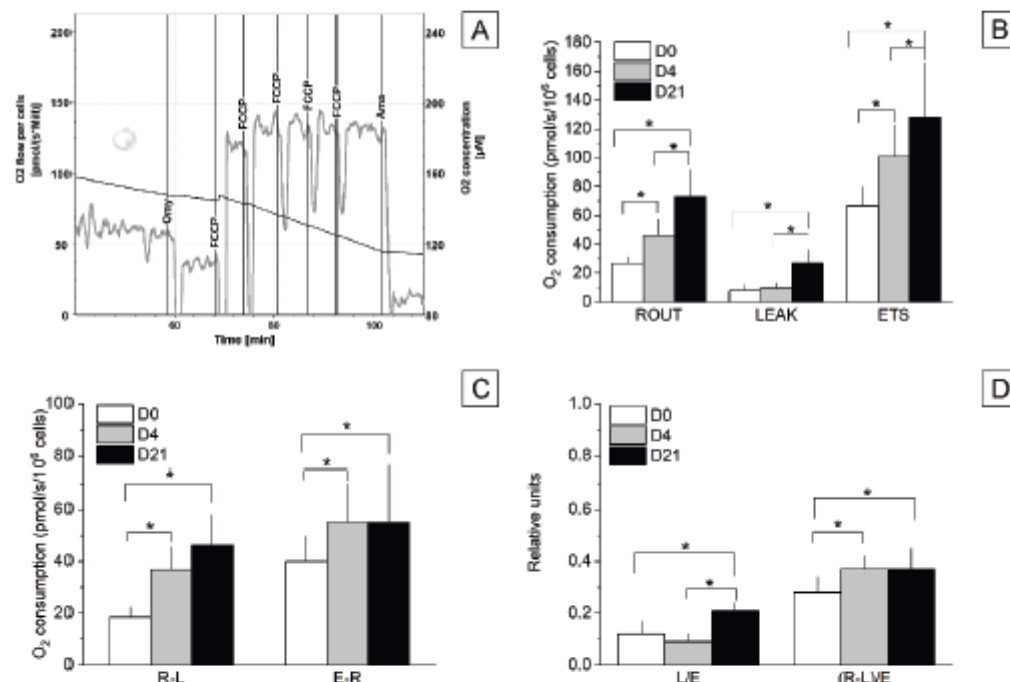 A
200
150
100
50
0
O2 flow per cells
[pmol/(s*Mill)]
240
200
160
120
80
O2 concentration
[µM]
Omy
FCCP
FCCP
FCCP
FCCP
FCCP
Ama
60
80
100
Time [min]
B
D0
D4
D21
180
160
140
120
100
80
60
40
20
0
O2 consumption (pmol/s/10⁶ cells)
* * * * * * * *
ROUT LEAK ETS
C
D0
D4
D21
100
80
60
40
20
0
O2 consumption (pmol/s/10⁶ cells)
* * * *
R-L E-R
D
D0
D4
D21
1.0
0.8
0.6
0.4
0.2
0.0
Relative units
* * * *
L/E (R-L)/E